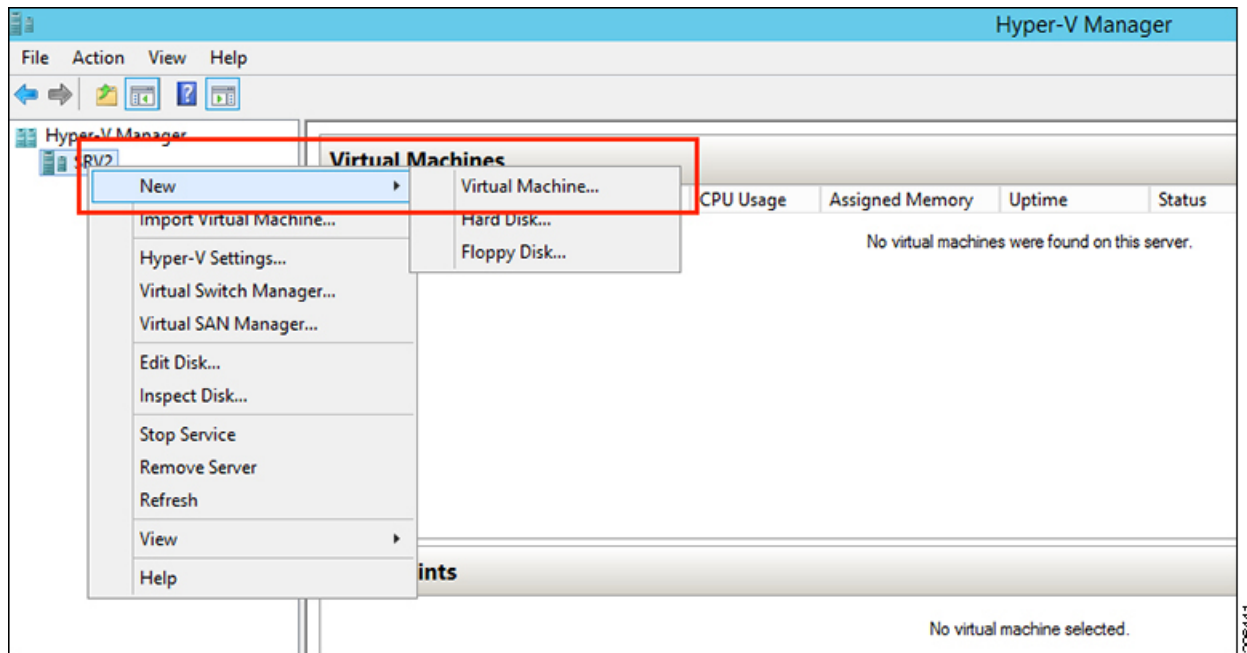 Hyper-V Manager
File Action View Help
Hyper-V Manager
SRV2
Virtual Machines
CPU Usage Assigned Memory Uptime Status
No virtual machines were found on this server.
New
Virtual Machine...
Hard Disk...
Floppy Disk...
Import Virtual Machine...
Hyper-V Settings...
Virtual Switch Manager...
Virtual SAN Manager...
Edit Disk...
Inspect Disk...
Stop Service
Remove Server
Refresh
View
Help
ints
No virtual machine selected.